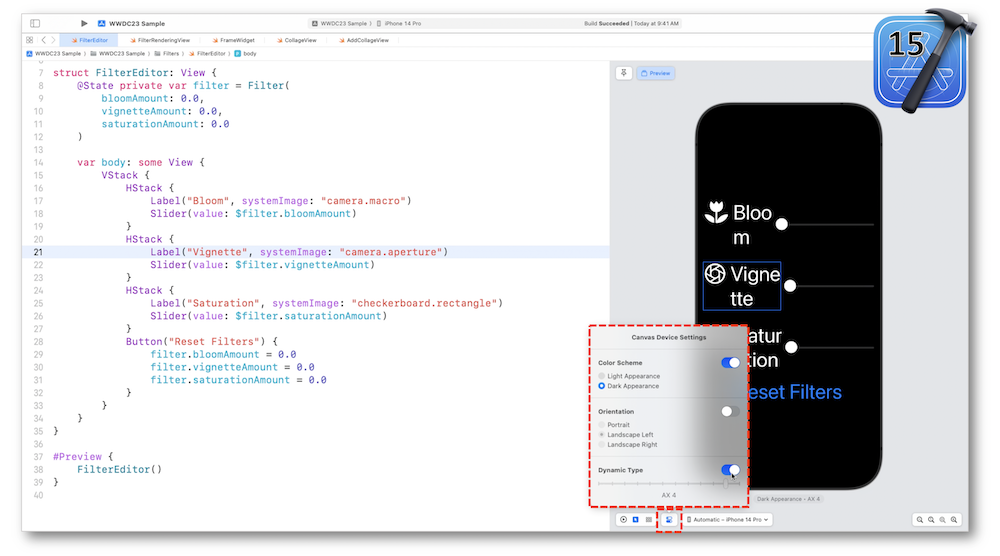 WWDC23 Sample
WWDC23 Sample 〉 iPhone 14 Pro
Build Succeeded | Today at 9:41 AM
15
FilterEditor
FilterRenderingView
FrameWidget
CollageView
AddCollageView
WWDC23 Sample 〉 WWDC23 Sample 〉 Filters 〉 FilterEditor 〉 body
Preview
7 struct FilterEditor: View {
8 @State private var filter = Filter(
9 bloomAmount: 0.0,
10 vignetteAmount: 0.0,
11 saturationAmount: 0.0
12 )
13
14 var body: some View {
15 VStack {
16 HStack {
17 Label("Bloom", systemImage: "camera.macro")
18 Slider(value: $filter.bloomAmount)
19 }
20 HStack {
21 Label("Vignette", systemImage: "camera.aperture")
22 Slider(value: $filter.vignetteAmount)
23 }
24 HStack {
25 Label("Saturation", systemImage: "checkerboard.rectangle")
26 Slider(value: $filter.saturationAmount)
27 }
28 Button("Reset Filters") {
29 filter.bloomAmount = 0.0
30 filter.vignetteAmount = 0.0
31 filter.saturationAmount = 0.0
32 }
33 }
34 }
35 }
36
37 #Preview {
38 FilterEditor()
39 }
40
Bloo
m
Vigne
tte
atur
tion
eset Filters
Canvas Device Settings
Color Scheme
Light Appearance
Dark Appearance
Orientation
Portrait
Landscape Left
Landscape Right
Dynamic Type
AX 4
Dark Appearance – AX 4
Automatic – iPhone 14 Pro